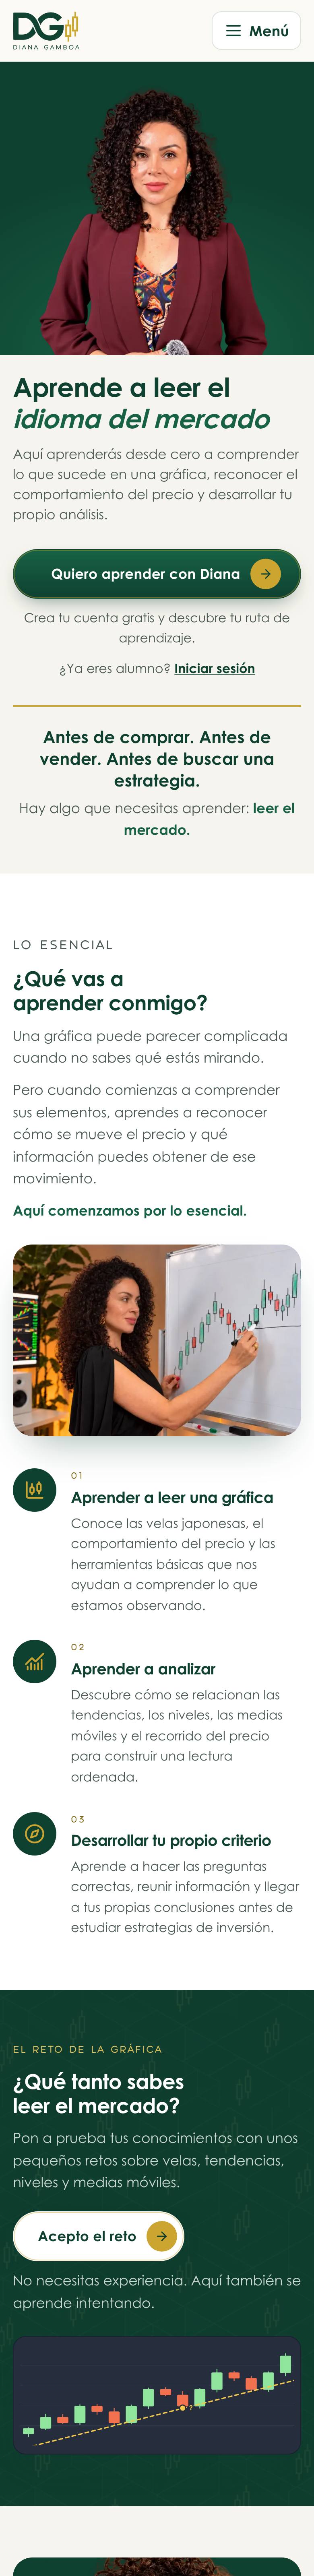 DG
DIANA GAMBOA
Menú
Aprende a leer el
idioma del mercado
Aquí aprenderás desde cero a comprender
lo que sucede en una gráfica, reconocer el
comportamiento del precio y desarrollar tu
propio análisis.
Quiero aprender con Diana
Crea tu cuenta gratis y descubre tu ruta de
aprendizaje.
¿Ya eres alumno? Iniciar sesión
Antes de comprar. Antes de
vender. Antes de buscar una
estrategia.
Hay algo que necesitas aprender: leer el
mercado.
LO ESENCIAL
¿Qué vas a
aprender conmigo?
Una gráfica puede parecer complicada
cuando no sabes qué estás mirando.
Pero cuando comienzas a comprender
sus elementos, aprendes a reconocer
cómo se mueve el precio y qué
información puedes obtener de ese
movimiento.
Aquí comenzamos por lo esencial.
01
Aprender a leer una gráfica
Conoce las velas japonesas, el
comportamiento del precio y las
herramientas básicas que nos
ayudan a comprender lo que
estamos observando.
02
Aprender a analizar
Descubre cómo se relacionan las
tendencias, los niveles, las medias
móviles y el recorrido del precio
para construir una lectura
ordenada.
03
Desarrollar tu propio criterio
Aprende a hacer las preguntas
correctas, reunir información y llegar
a tus propias conclusiones antes de
estudiar estrategias de inversión.
EL RETO DE LA GRÁFICA
¿Qué tanto sabes
leer el mercado?
Pon a prueba tus conocimientos con unos
pequeños retos sobre velas, tendencias,
niveles y medias móviles.
Acepto el reto
No necesitas experiencia. Aquí también se
aprende intentando.
?